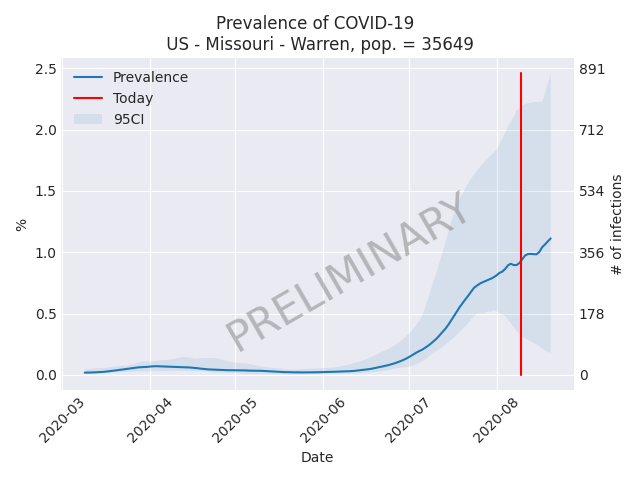 Prevalence of COVID-19
US - Missouri - Warren, pop. = 35649
Prevalence
Today
95CI
2.5
2.0
1.5
1.0
0.5
0.0
%
891
712
534
356
178
0
# of infections
PRELIMINARY
2020-03
2020-04
2020-05
2020-06
2020-07
2020-08
Date